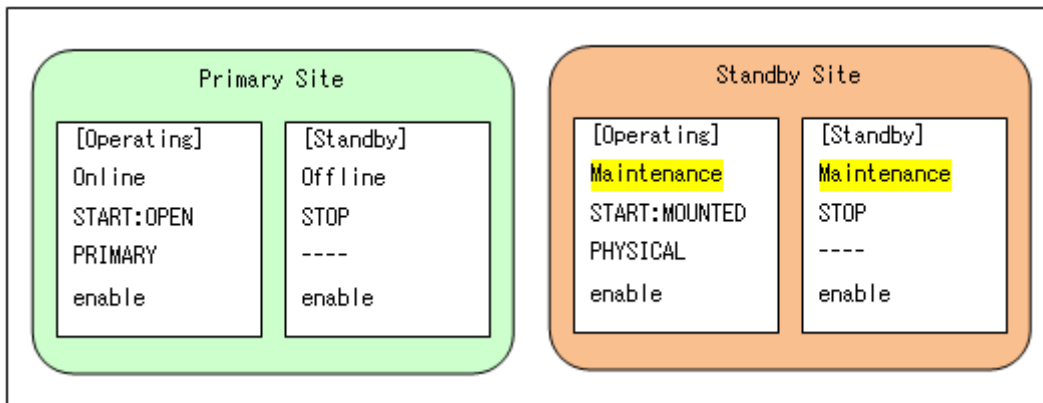 Primary Site
[Operating]
Online
START:OPEN
PRIMARY
enable
[Standby]
Offline
STOP
----
enable
Standby Site
[Operating]
Maintenance
START:MOUNTED
PHYSICAL
enable
[Standby]
Maintenance
STOP
---
enable